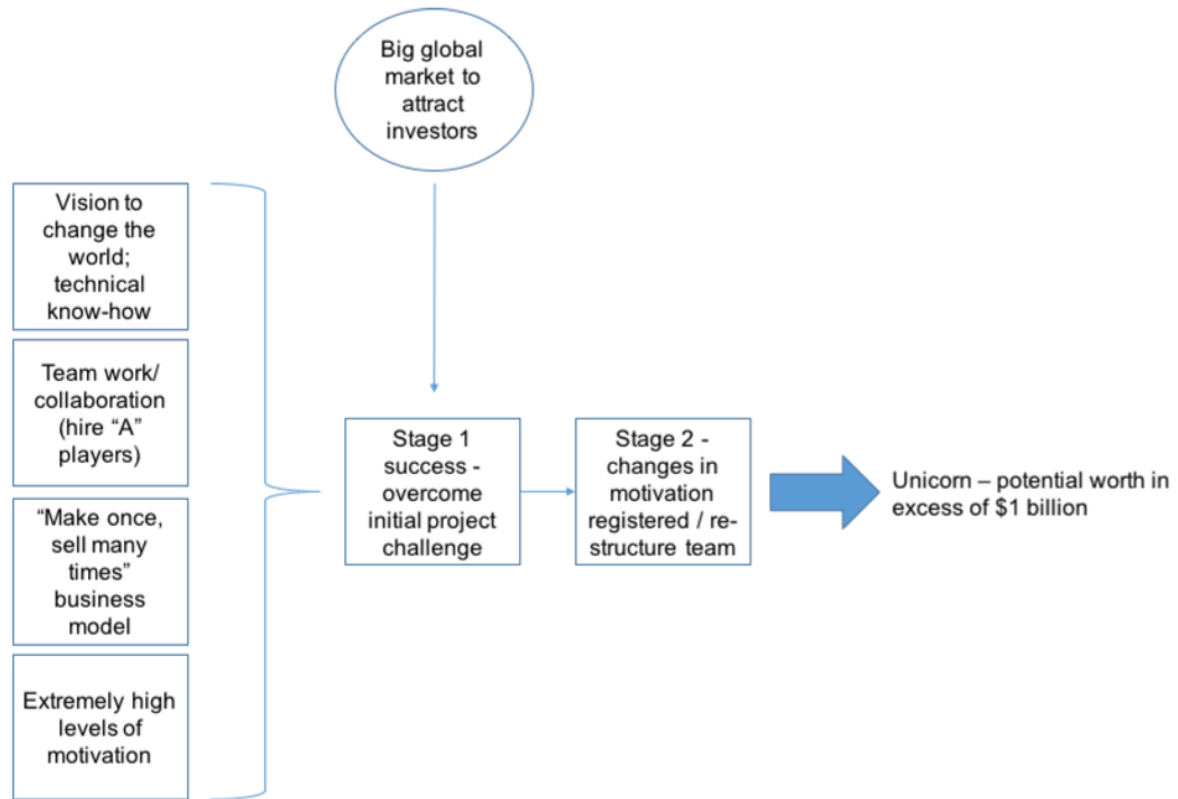 Big global
market to
attract
investors
Vision to
change the
world;
technical
know-how
Team work/
collaboration
(hire “A”
players)
“Make once,
sell many
times”
business
model
Extremely high
levels of
motivation
Stage 1
success -
overcome
initial project
challenge
Stage 2 -
changes in
motivation
registered / re-
structure team
Unicorn – potential worth in
excess of $1 billion